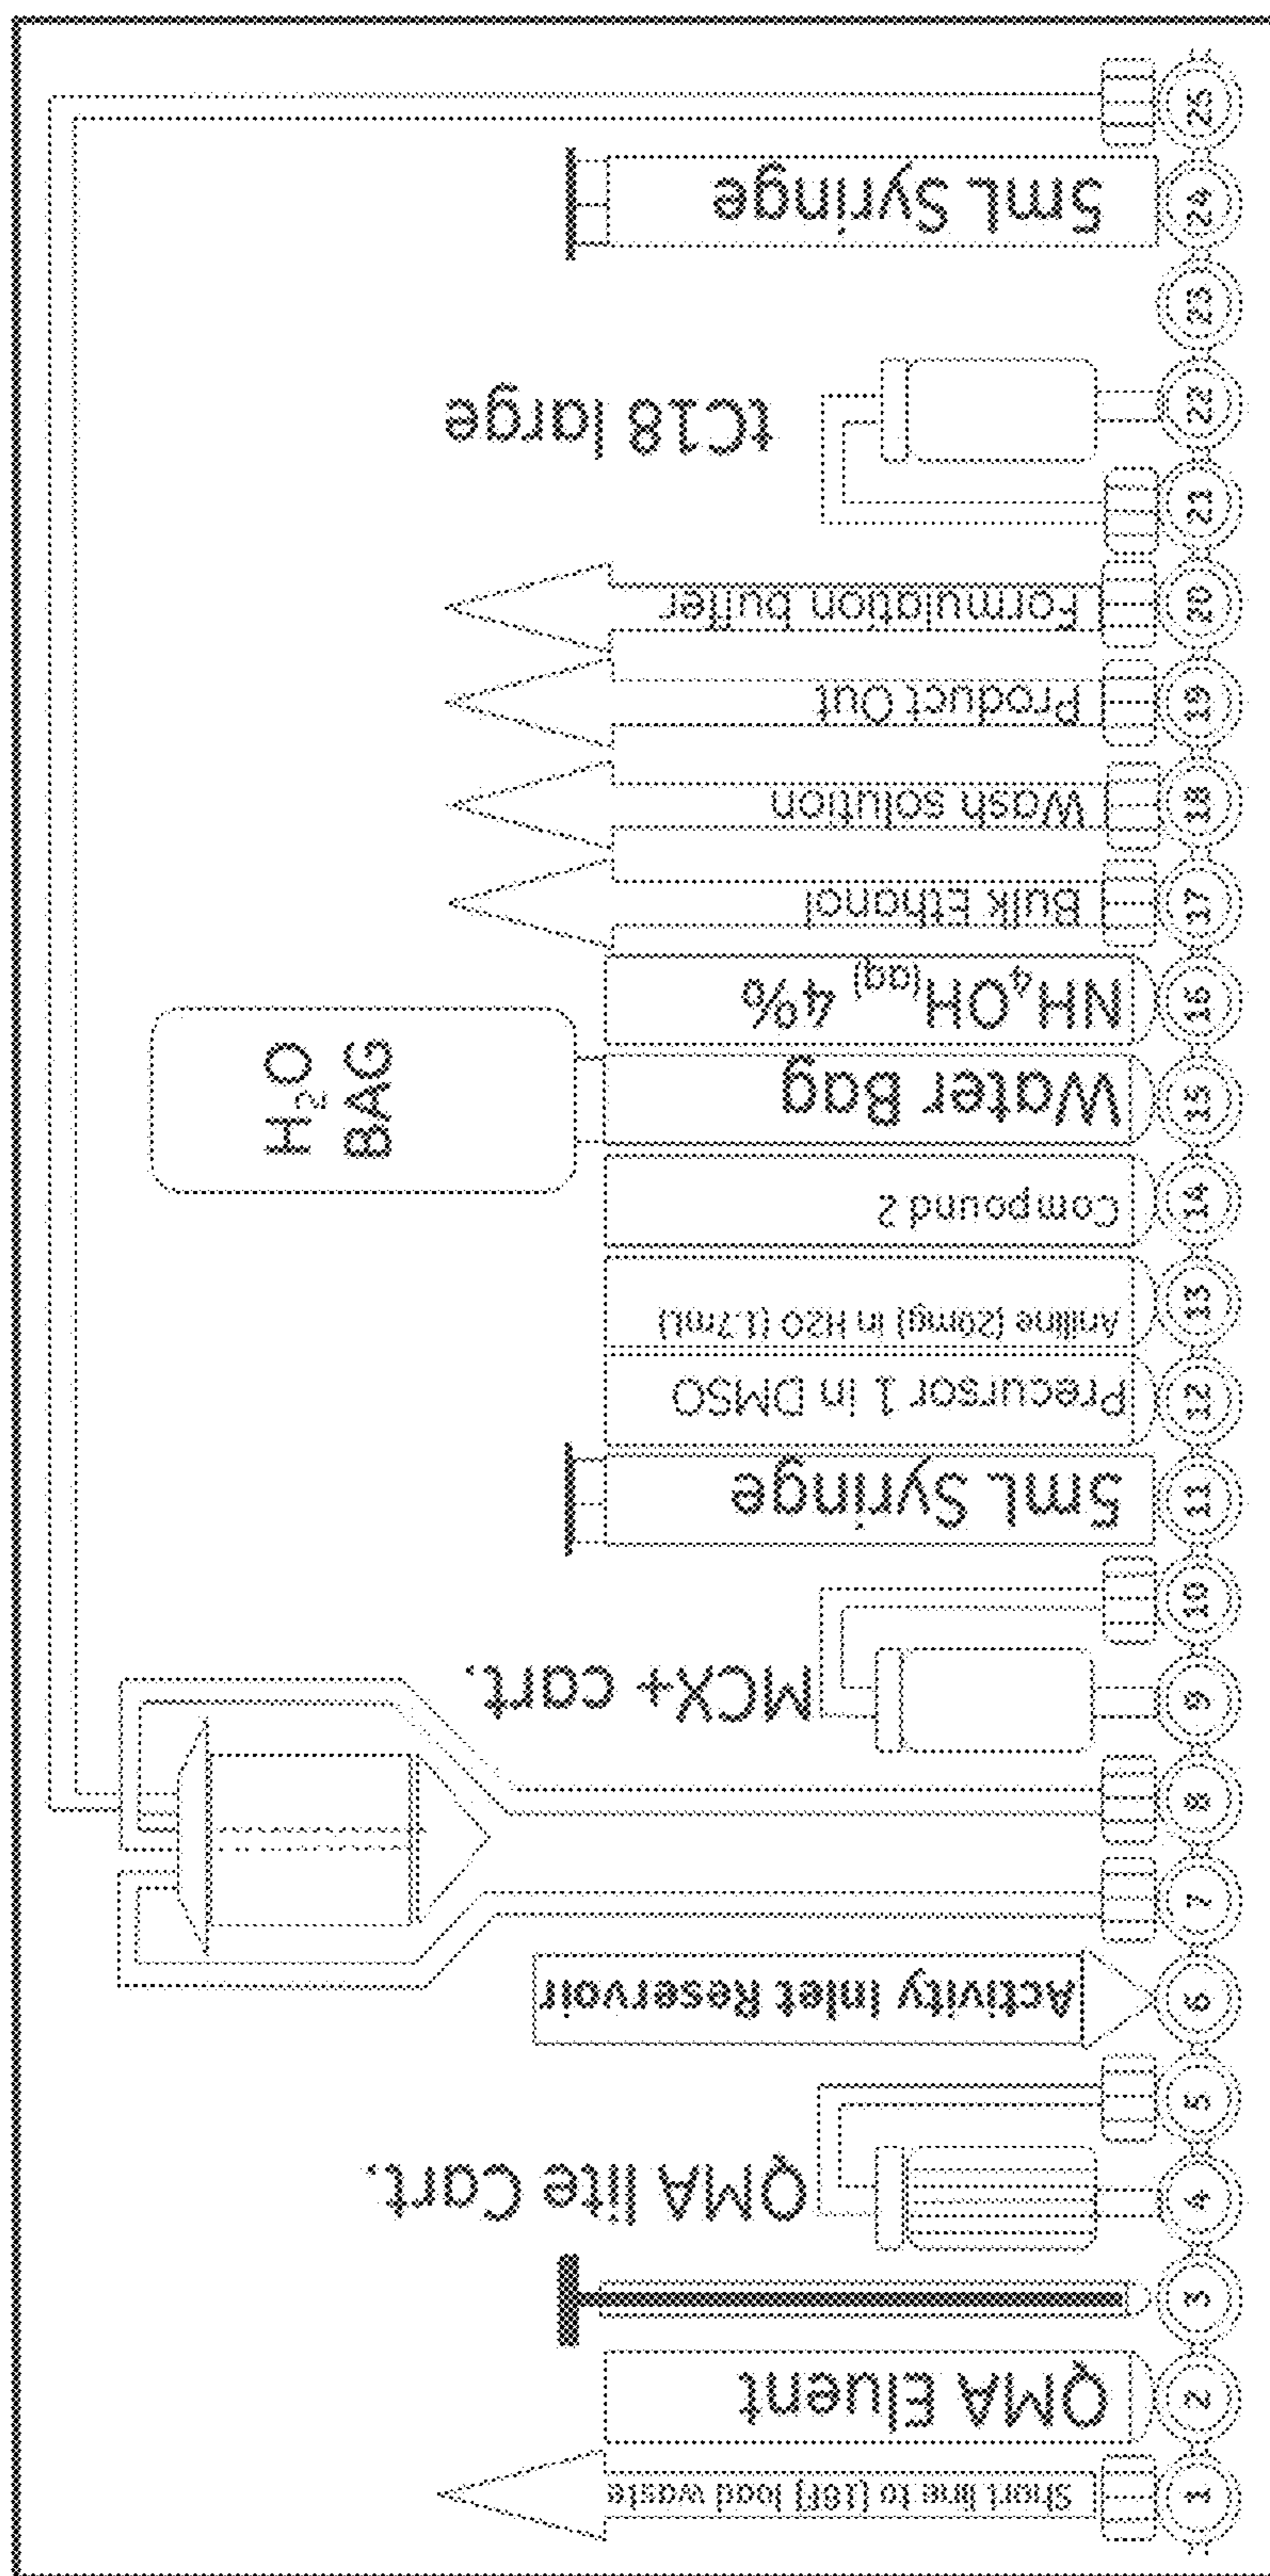 1
Short line to [18F] load waste
2
QMA Eluent
3
4
QMA lite Cart.
5
6
Activity Inlet Reservoir
7
8
9
MCX+ cart.
10
11
5mL Syringe
12
Precursor 1 in DMSO
13
Aniline (20mg) in H2O (1.7mL)
14
Compound 2
15
Water Bag
H₂O
BAG
16
NH₄OH(aq) 4%
17
Bulk Ethanol
18
Wash solution
19
Product Out
20
Formulation buffer
21
22
tC18 large
23
24
5mL Syringe
25